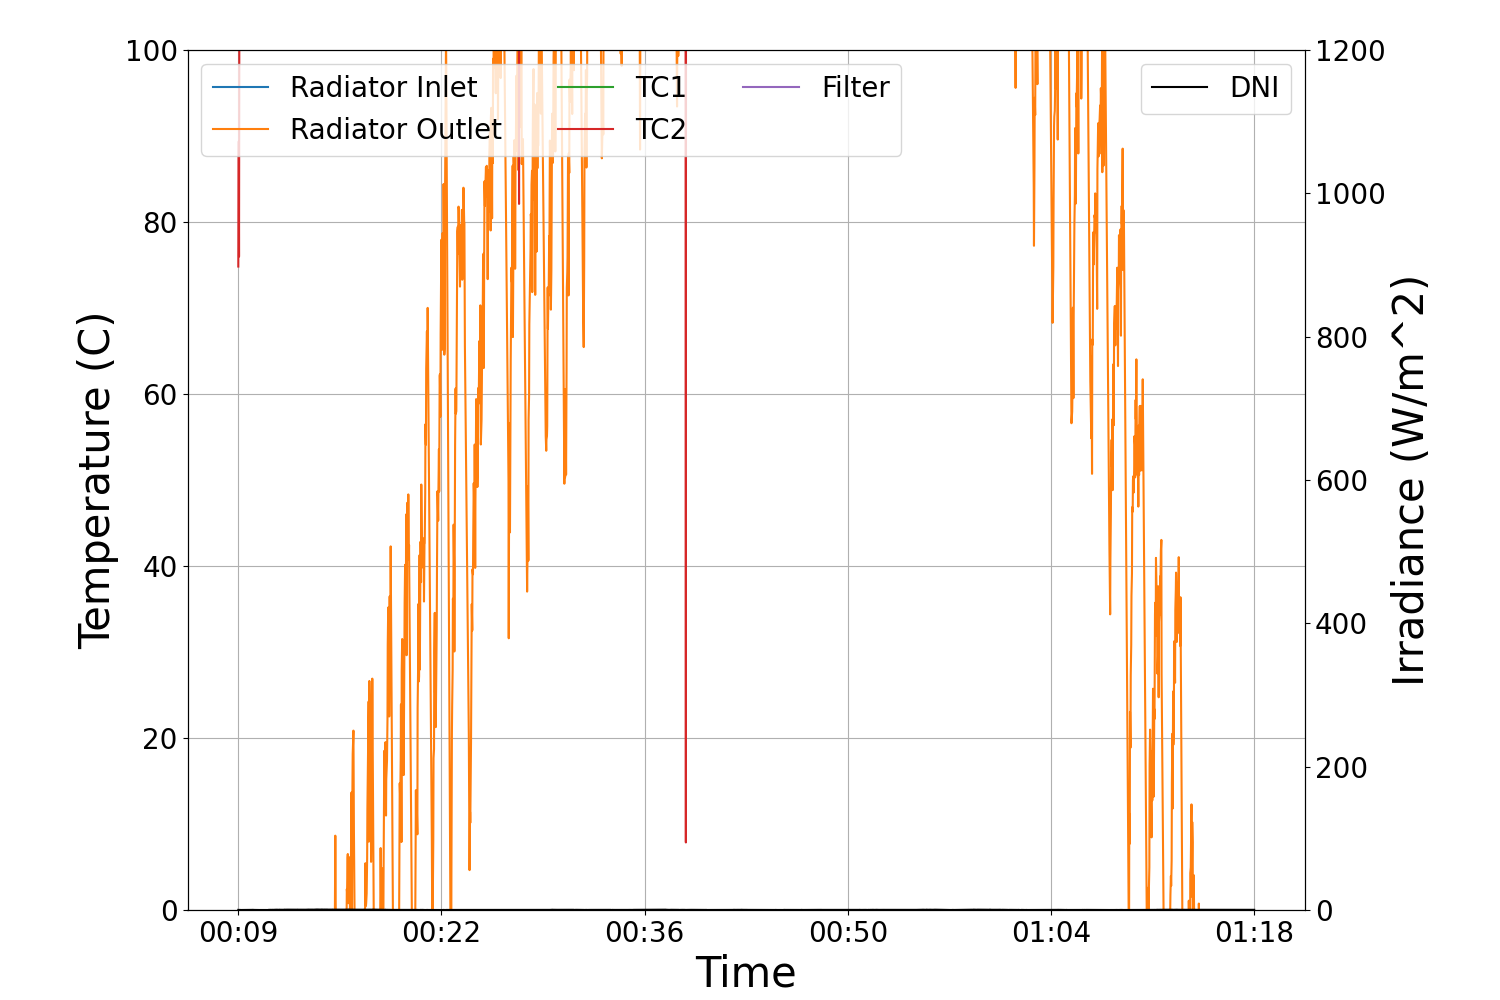 Radiator Inlet
Radiator Outlet
TC1
TC2
Filter
DNI
100
80
60
40
20
0
Temperature (C)
1200
1000
800
600
400
200
0
Irradiance (W/m^2)
00:09 00:22 00:36 00:50 01:04 01:18
Time